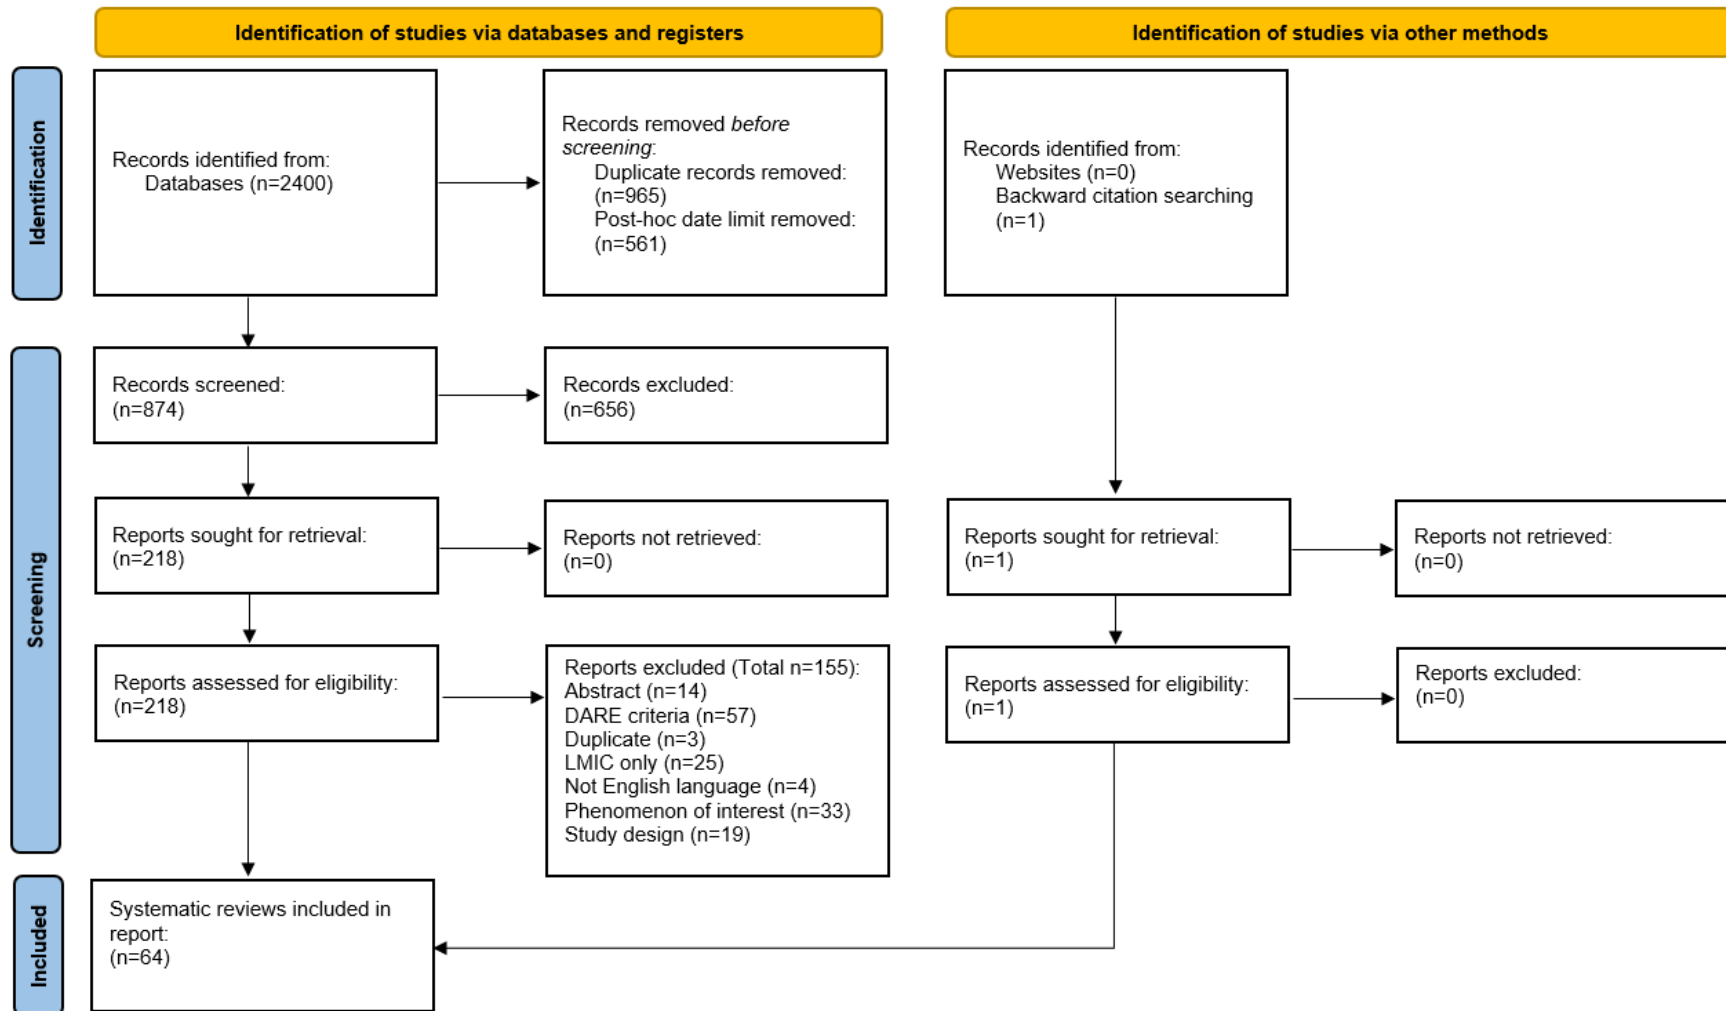 Identification of studies via databases and registers
Identification of studies via other methods
Identification
Records identified from:
Databases (n=2400)
Records removed before
screening:
Duplicate records removed:
(n=965)
Post-hoc date limit removed:
(n=561)
Records identified from:
Websites (n=0)
Backward citation searching
(n=1)
Screening
Records screened:
(n=874)
Records excluded:
(n=656)
Reports sought for retrieval:
(n=218)
Reports not retrieved:
(n=0)
Reports sought for retrieval:
(n=1)
Reports not retrieved:
(n=0)
Reports assessed for eligibility:
(n=218)
Reports excluded (Total n=155):
Abstract (n=14)
DARE criteria (n=57)
Duplicate (n=3)
LMIC only (n=25)
Not English language (n=4)
Phenomenon of interest (n=33)
Study design (n=19)
Reports assessed for eligibility:
(n=1)
Reports excluded:
(n=0)
Included
Systematic reviews included in
report:
(n=64)